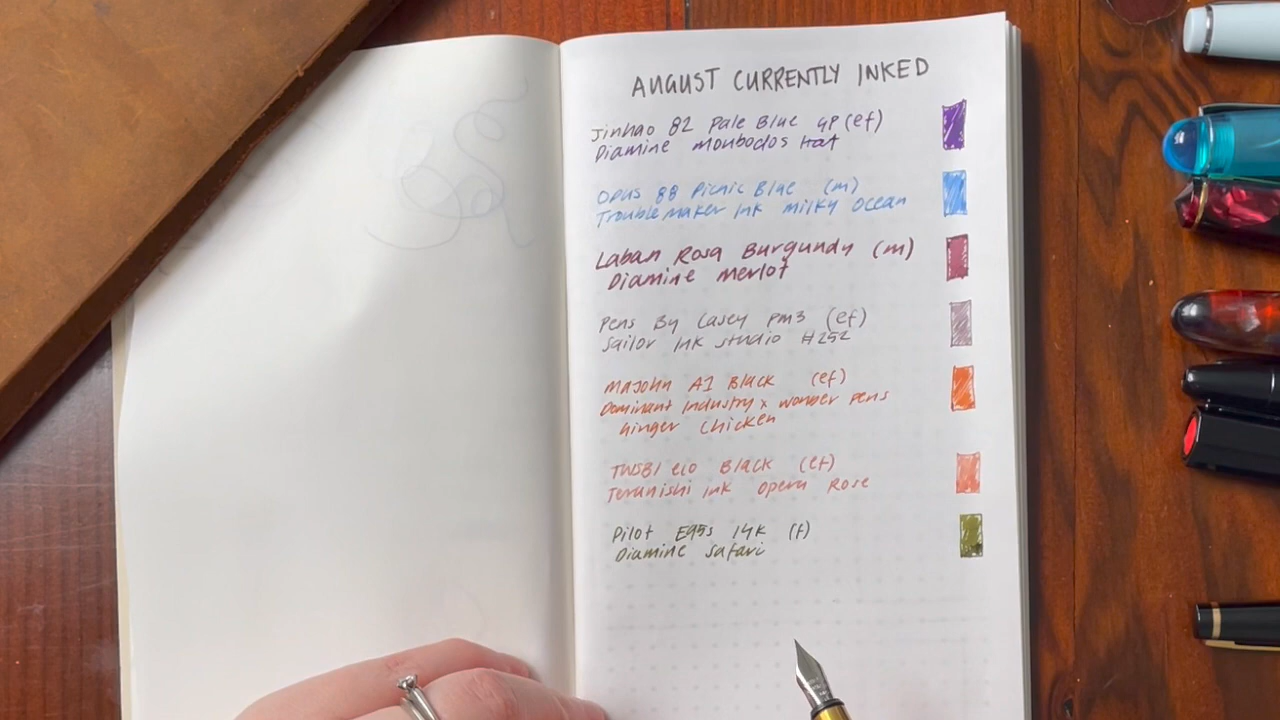 AUGUST CURRENTLY INKED
Jinhao 82 Pale Blue GP (ef)
Diamine Monboddos Hat
Opus 88 Picnic Blue (m)
Troublemaker Ink Milky Ocean
Laban Rosa Burgundy (m)
Diamine merlot
Pens By Casey PM3 (ef)
Sailor Ink studio #252
Majohn A1 Black (ef)
Dominant Industry x Wonder Pens
Ginger Chicken
TWSBI eco Black (ef)
Teranishi Ink Opera Rose
Pilot E95s 14K (f)
Diamine Safari